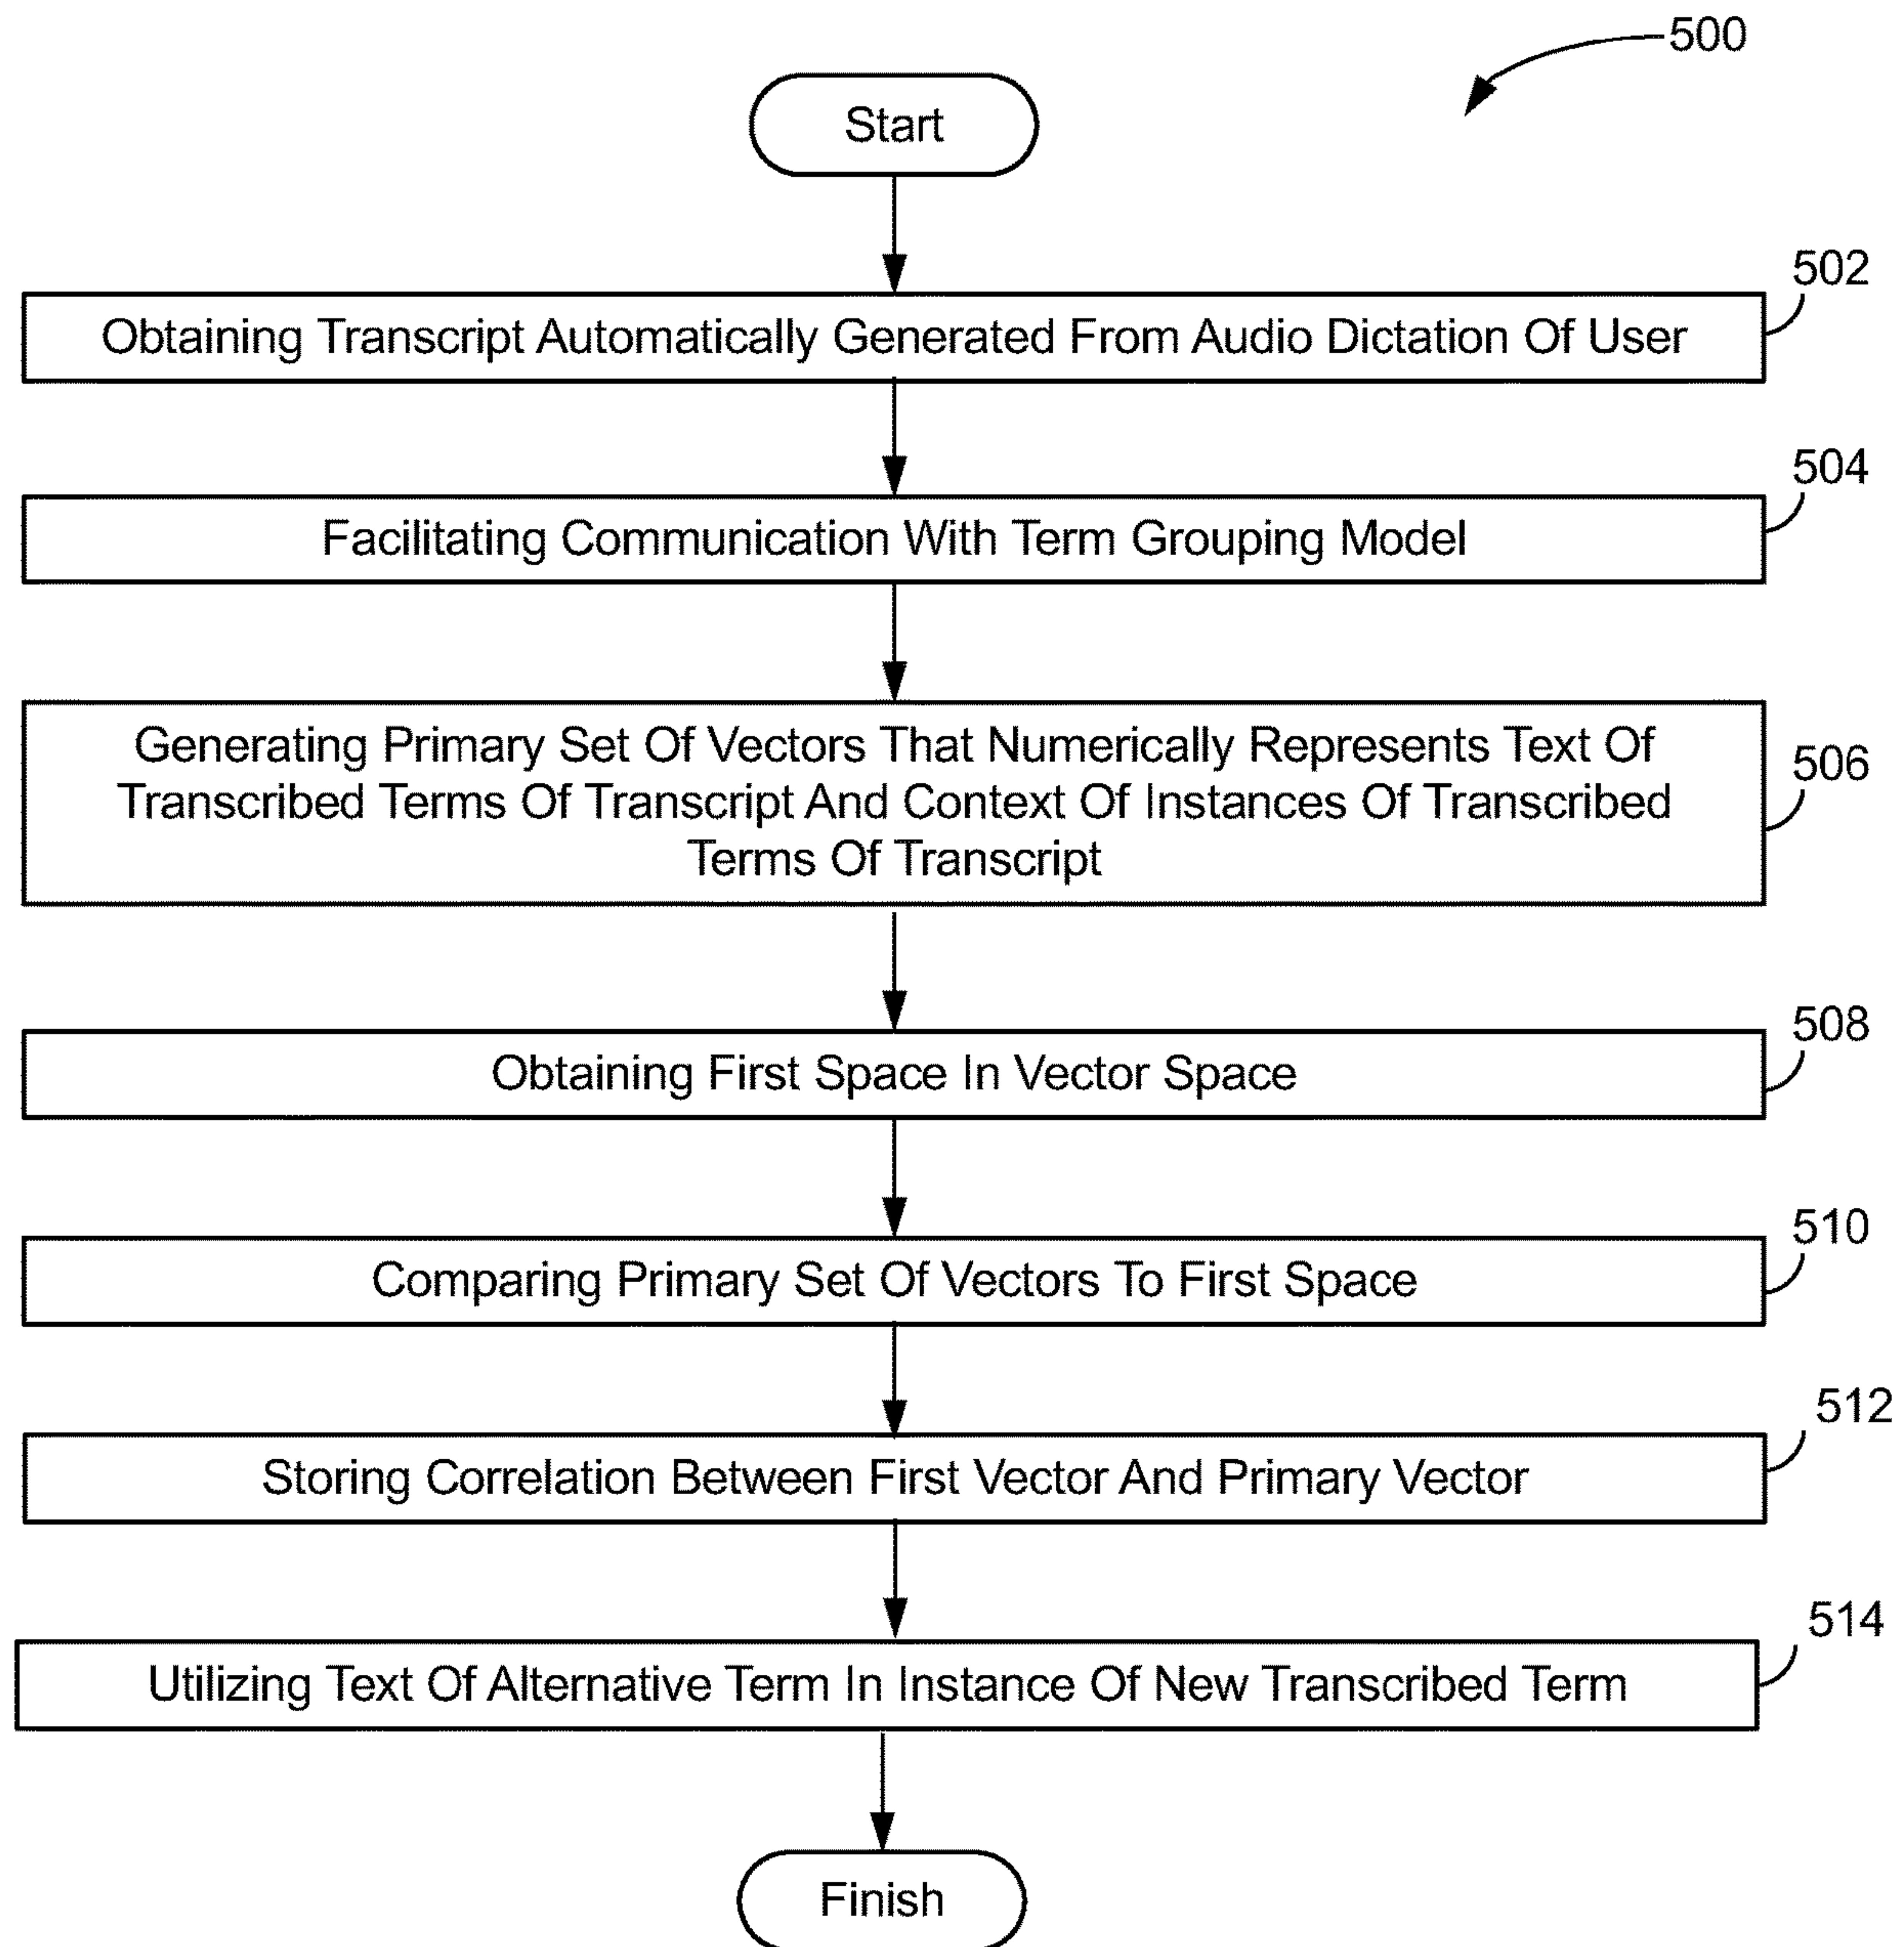 500
Start
502
Obtaining Transcript Automatically Generated From Audio Dictation Of User
504
Facilitating Communication With Term Grouping Model
Generating Primary Set Of Vectors That Numerically Represents Text Of
506
Transcribed Terms Of Transcript And Context Of Instances Of Transcribed
Terms Of Transcript
508
Obtaining First Space In Vector Space
510
Comparing Primary Set Of Vectors To First Space
512
Storing Correlation Between First Vector And Primary Vector
514
Utilizing Text Of Alternative Term In Instance Of New Transcribed Term
Finish